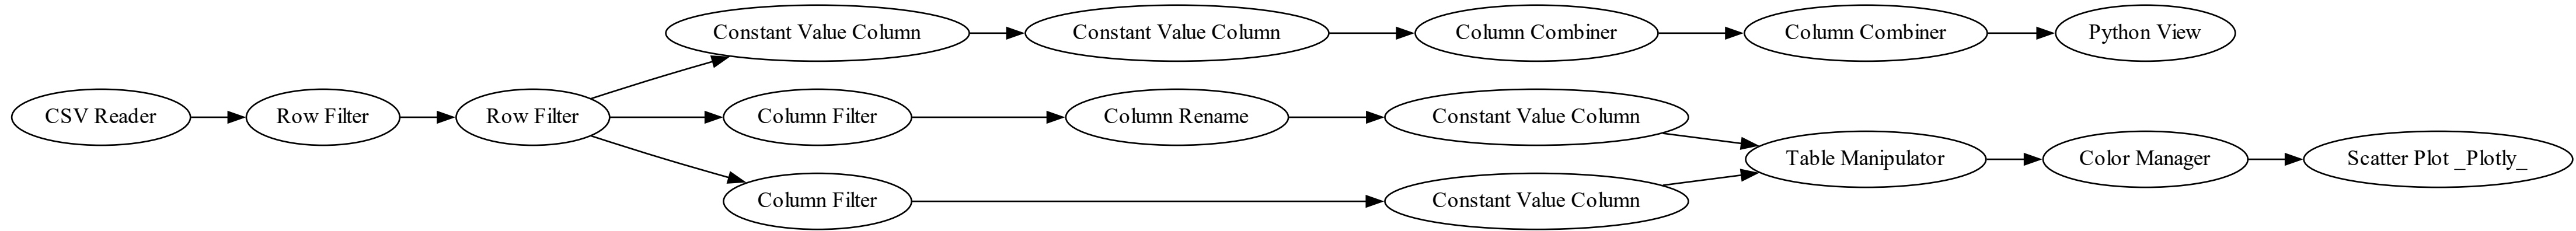 Constant Value Column
Constant Value Column
Column Combiner
Column Combiner
Python View
CSV Reader
Row Filter
Row Filter
Column Filter
Column Rename
Constant Value Column
Table Manipulator
Color Manager
Scatter Plot _Plotly_
Column Filter
Constant Value Column